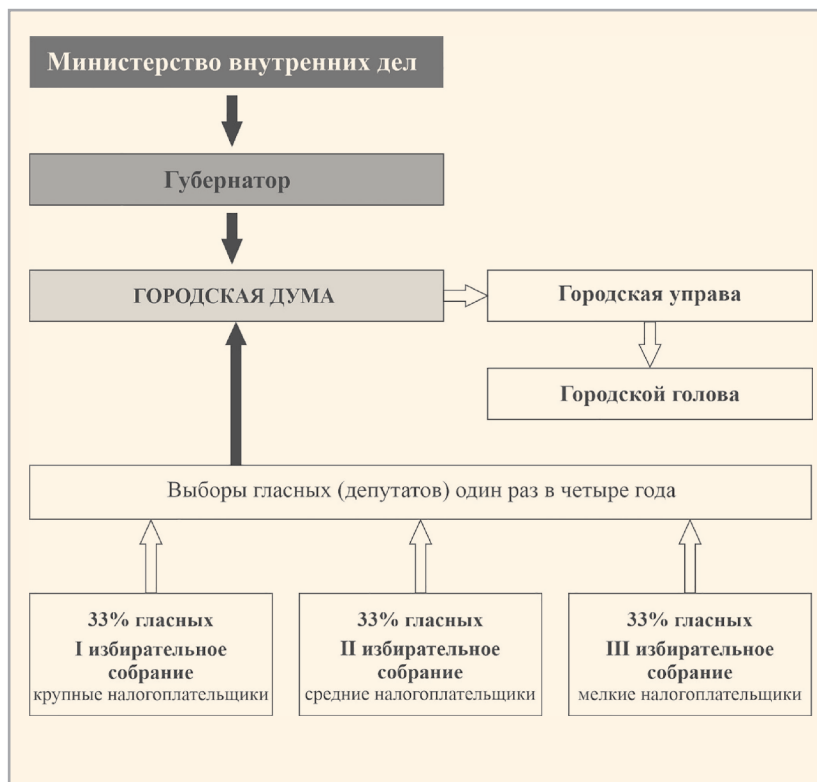 Министерство внутренних дел
Губернатор
ГОРОДСКАЯ ДУМА
Городская управа
Городской голова
Выборы гласных (депутатов) один раз в четыре года
33% гласных
I избирательное
собрание
крупные налогоплательщики
33% гласных
II избирательное
собрание
средние налогоплательщики
33% гласных
III избирательное
собрание
мелкие налогоплательщики